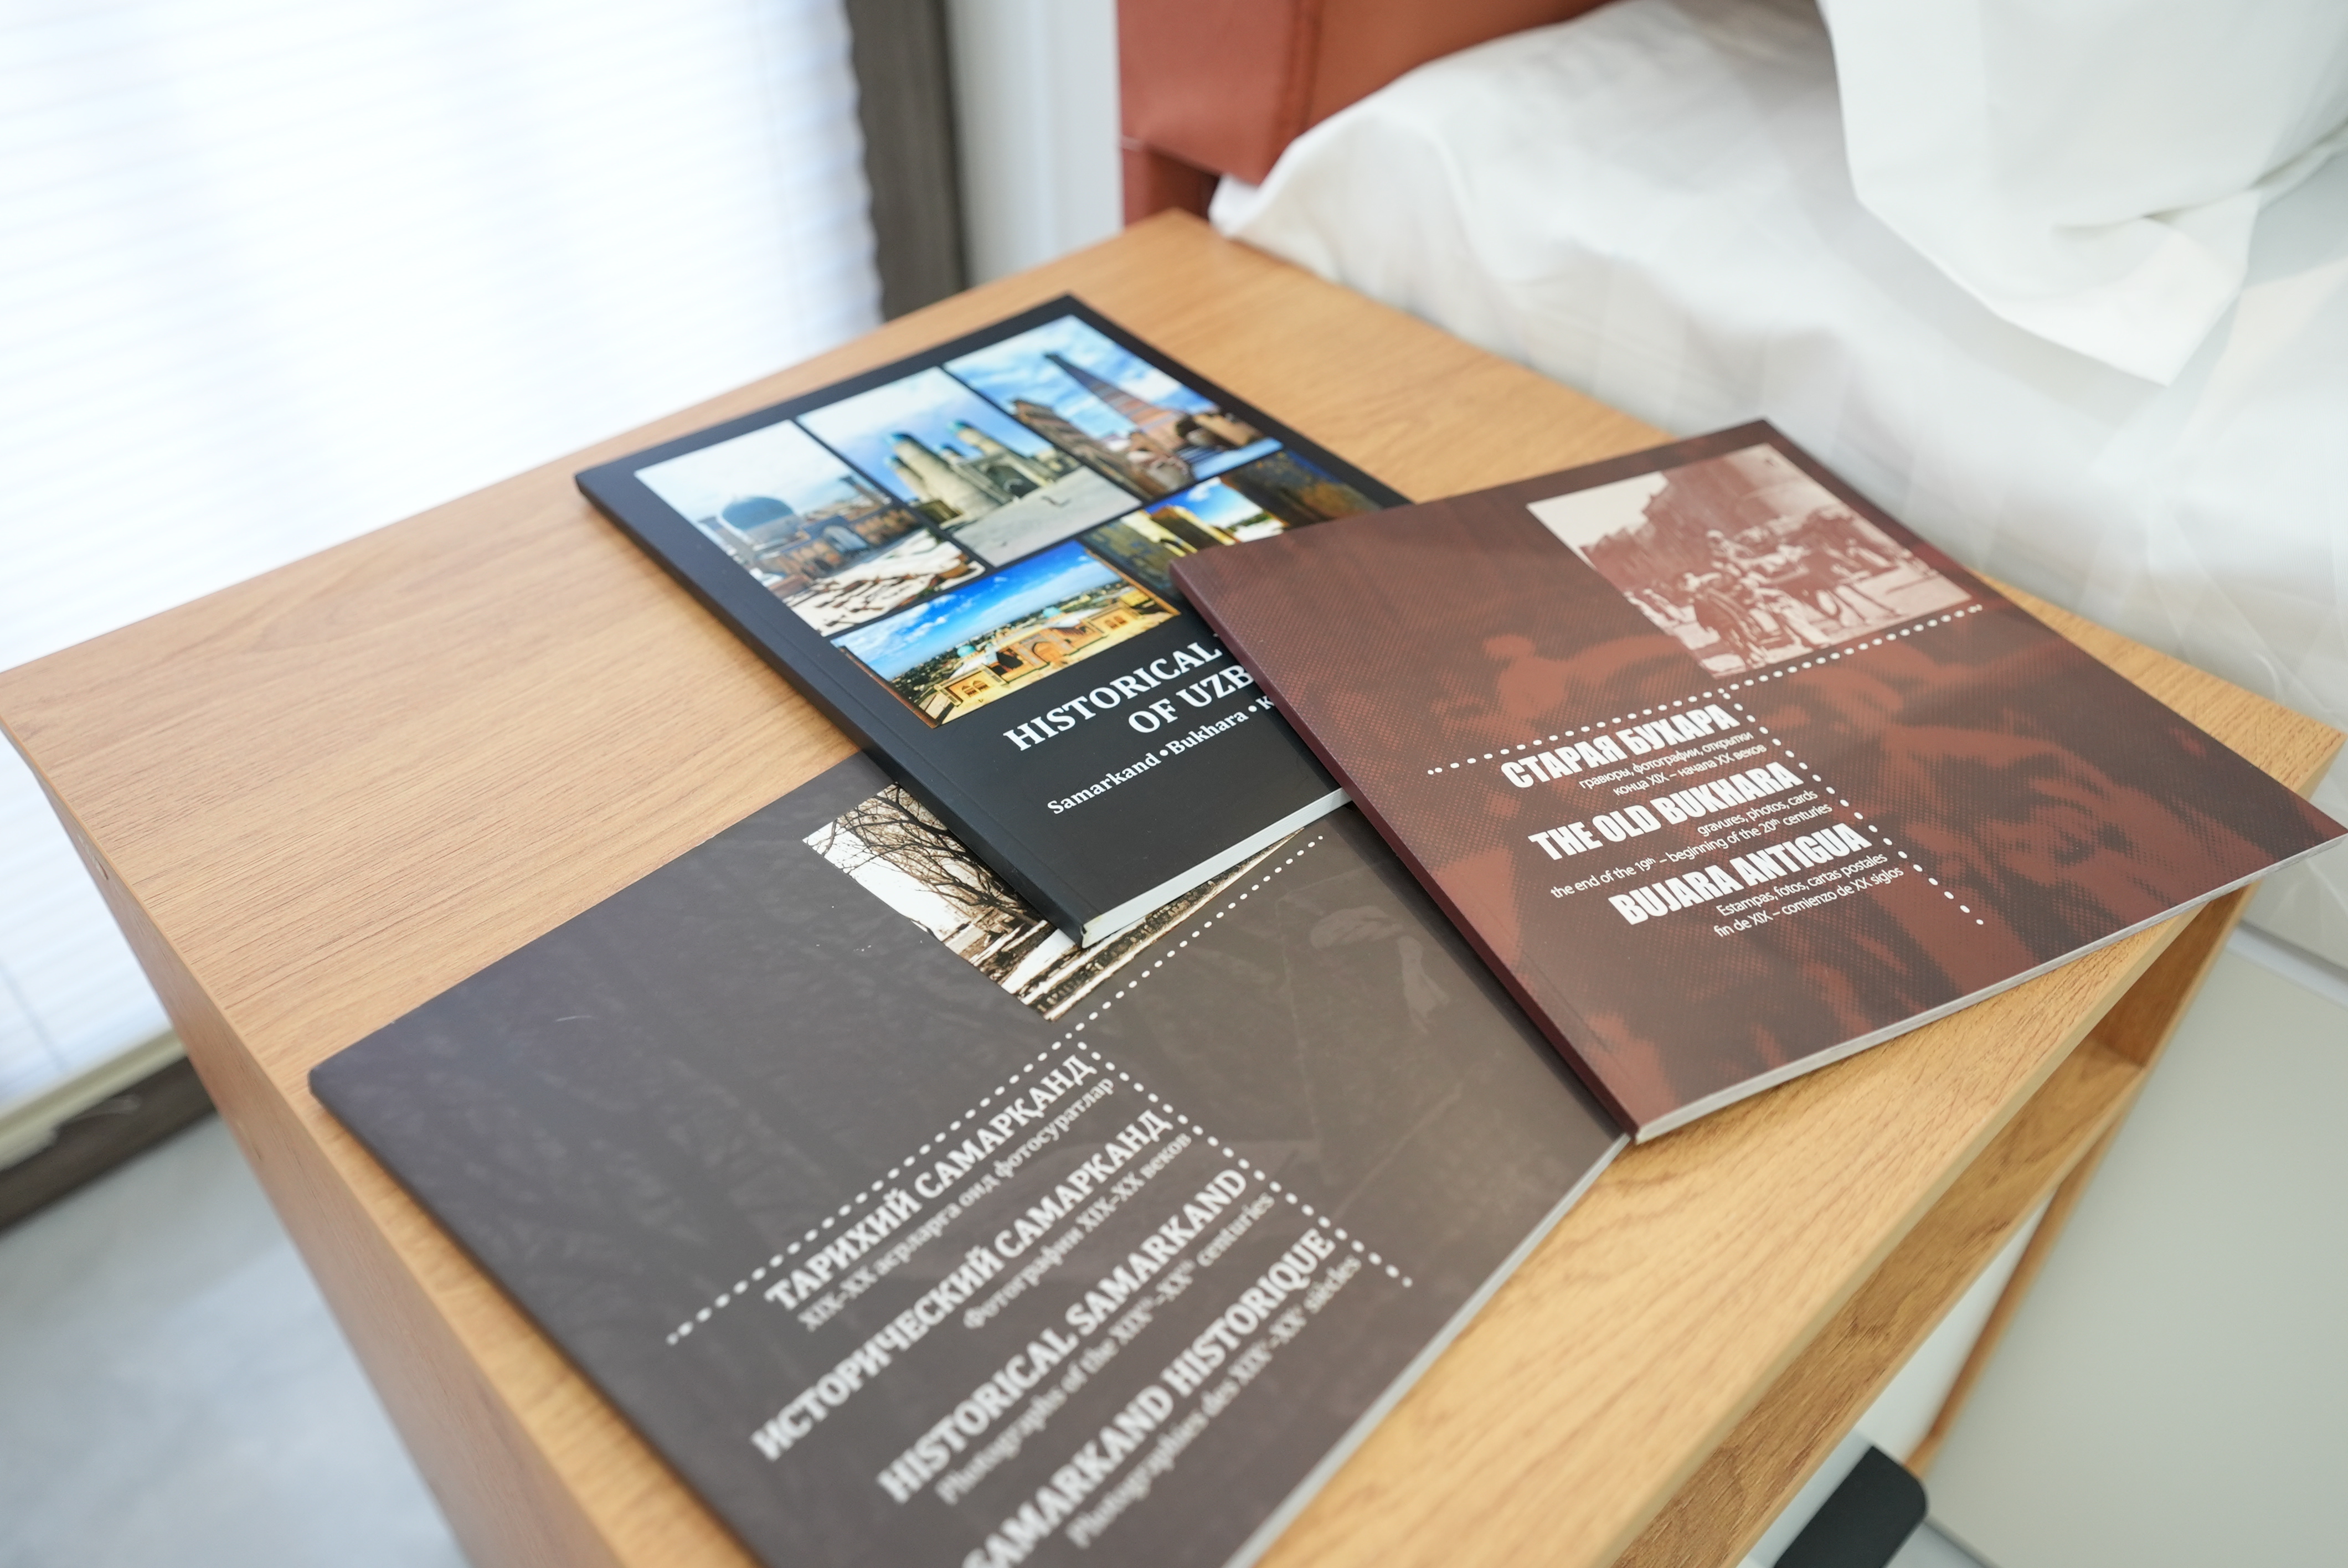 HISTORICAL
OF UZB
Samarkand • Bukhara • K
СТАРАЯ БУХАРА
гравюры, фотографии, открытки
конца XIX – начала XX веков
THE OLD BUKHARA
gravures, photos, cards
the end of the 19th – beginning of the 20th centuries
BUJARA ANTIGUA
Estampas, fotos, cartas postales
fin de XIX – comienzo de XX siglos
ТАРИХИЙ САМАРҚАНД
XIX-XX асрларга оид фотосуратлар
ИСТОРИЧЕСКИЙ САМАРКАНД
Фотографии XIX-XX веков
HISTORICAL SAMARKAND
Photographs of the XIXth-XXth centuries
SAMARKAND HISTORIQUE
Photographies des XIXe-XXe siècles